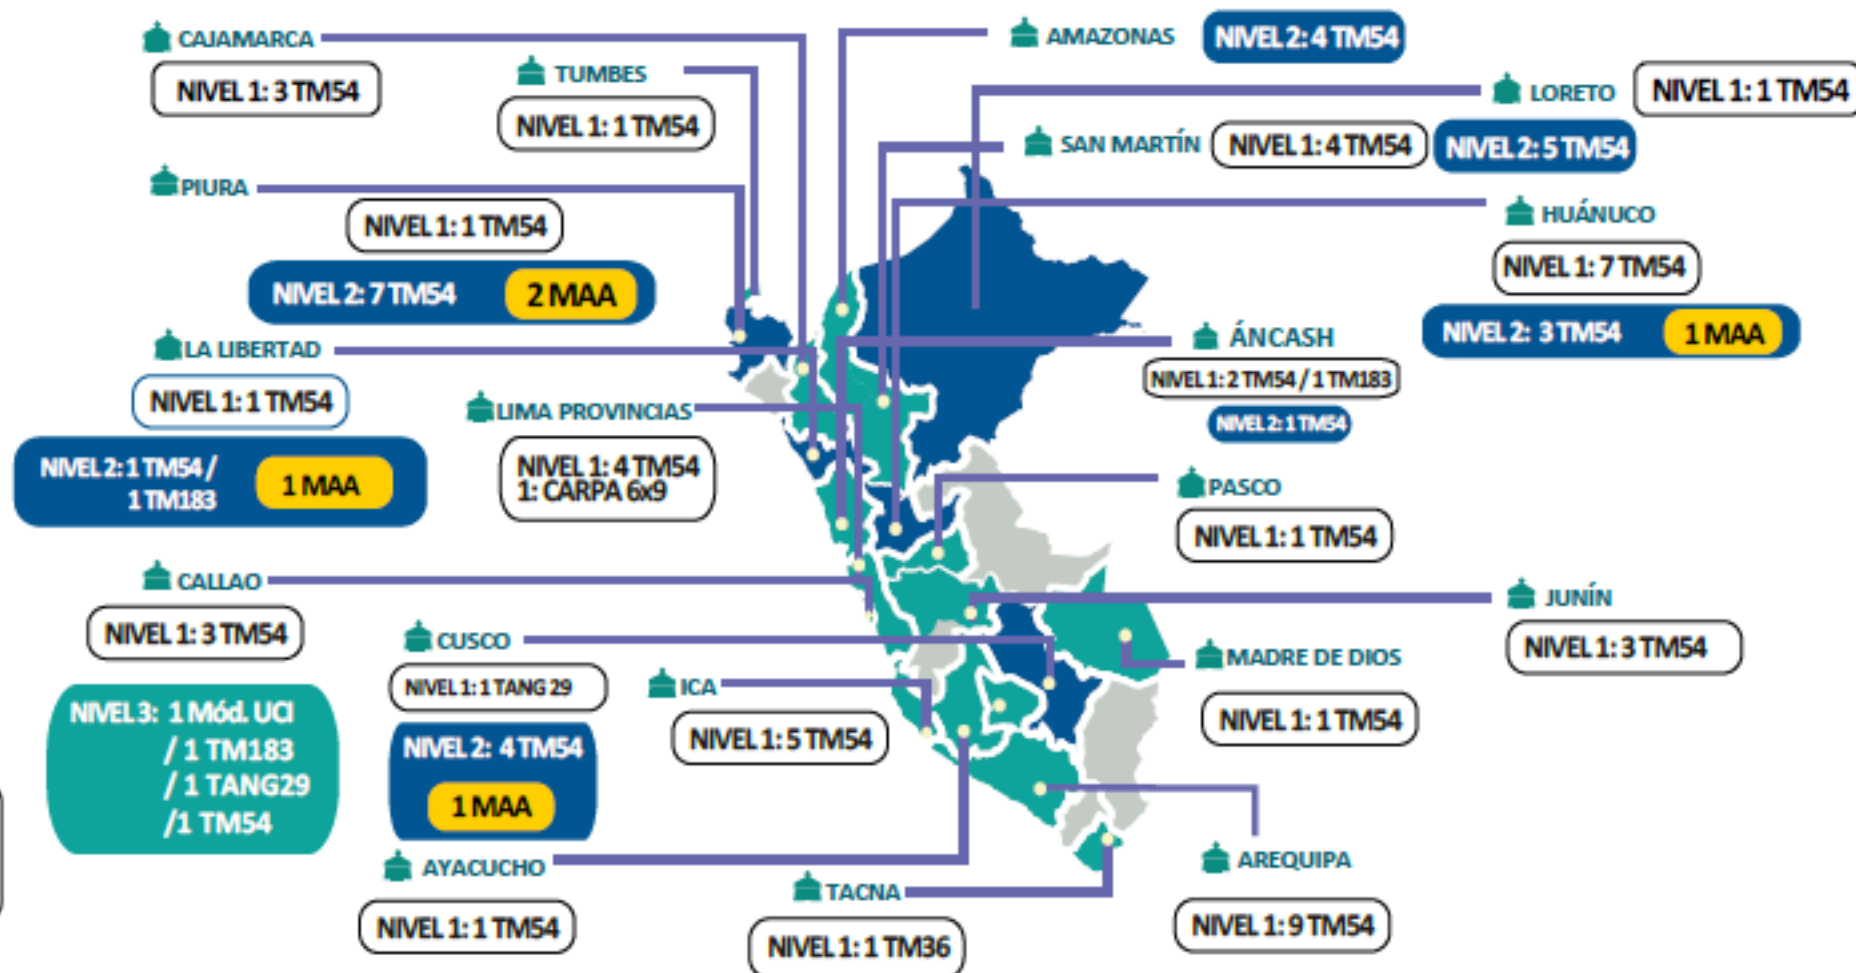 CAJAMARCA
NIVEL 1: 3 TM54
TUMBES
NIVEL 1: 1 TM54
PIURA
NIVEL 1: 1 TM54
NIVEL 2: 7 TM54
2 MAA
LA LIBERTAD
NIVEL 1: 1 TM54
NIVEL 2: 1 TM54 /
1 TM183
1 MAA
LIMA PROVINCIAS
NIVEL 1: 4 TM54
1: CARPA 6x9
CALLAO
NIVEL 1: 3 TM54
NIVEL 3: 1 Mód. UCI
/ 1 TM183
/ 1 TANG29
/1 TM54
CUSCO
NIVEL 1: 1 TANG 29
NIVEL 2: 4 TM54
1 MAA
ICA
NIVEL 1: 5 TM54
AYACUCHO
NIVEL 1: 1 TM54
TACNA
NIVEL 1: 1 TM36
AMAZONAS
NIVEL 2: 4 TM54
LORETO
NIVEL 1: 1 TM54
SAN MARTÍN
NIVEL 1: 4 TM54
NIVEL 2: 5 TM54
HUÁNUCO
NIVEL 1: 7 TM54
NIVEL 2: 3 TM54
1 MAA
ÁNCASH
NIVEL 1: 2 TM54 / 1 TM183
NIVEL 2: 1 TM54
PASCO
NIVEL 1: 1 TM54
JUNÍN
NIVEL 1: 3 TM54
MADRE DE DIOS
NIVEL 1: 1 TM54
AREQUIPA
NIVEL 1: 9 TM54